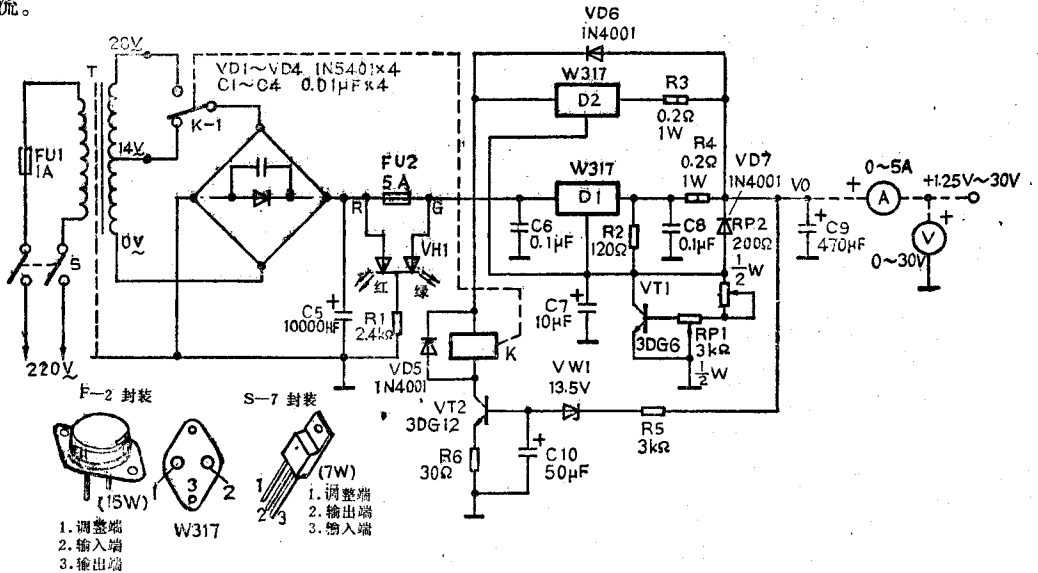 流。
VD6
1N4001
28V
T
VD1~VD4 1N5401×4
C1~C4 0.01μF×4
W317
D2
R3
0.2Ω
1W
K-1
FU1
1A
14V
FU2
5A
R
G
W317
D1
R4
0.2Ω
1W
VD7
1N4001
VO
0~5A
+
A
+1.25V~30V
C6
0.1μF
R2
120Ω
C8
0.1μF
RP2
200Ω
1/2W
+
C9
470μF
+
V
0~30V
0V
S
VH1
红
绿
+
C5
10000μF
R1
2.4kΩ
+
C7
10μF
VT1
3DG6
RP1
3kΩ
1/2W
K
220V
VD5
1N4001
VW1
13.5V
VT2
3DG12
R5
3kΩ
R6
30Ω
+
C10
50μF
F-2 封装
S-7 封装
(15W)
1
3
2
W317
1
2
3
(7W)
1.调整端
2.输入端
3.输出端
1.调整端
2.输出端
3.输入端